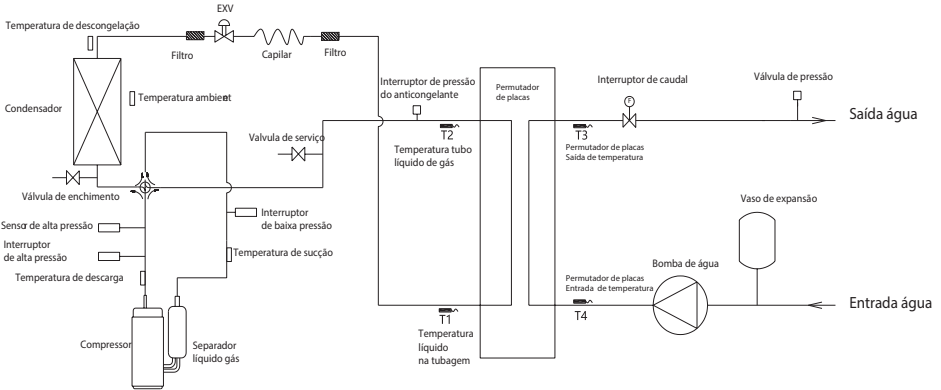 EXV
Temperatura de descongelação
Filtro
Capilar
Filtro
Condensador
Temperatura ambient
Interruptor de pressão
do anticongelante
Permutador
de placas
Interruptor de caudal
F
Válvula de pressão
Saída água
Valvula de serviço
T2
Temperatura tubo
líquido de gás
T3
Permutador de placas
Saída de temperatura
Válvula de enchimento
Sensor de alta pressão
Interruptor
de alta pressão
Temperatura de descarga
Interruptor
de baixa pressão
Temperatura de sucção
Vaso de expansão
Bomba de água
Permutador de placas
Entrada de temperatura
T4
Entrada água
T1
Temperatura
líquido
na tubagem
Compressor
Separador
líquido gás